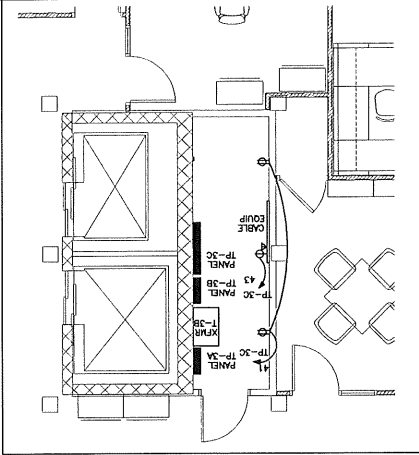 PANEL
TP-3A
41
TP-3C
XFMR
T-3B
PANEL
TP-3B
TP-3C
43
PANEL
TP-3C
CABLE
EQUIP